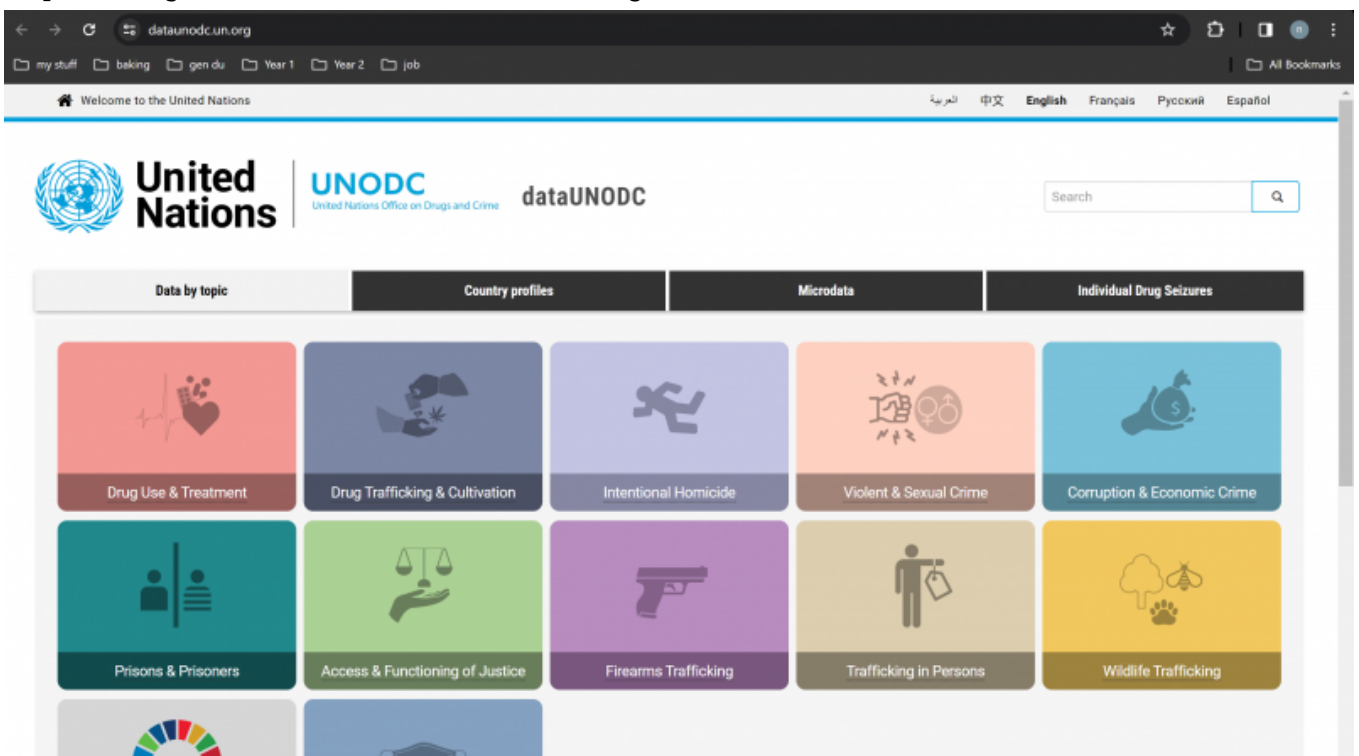 dataunodc.un.org
my stuff baking gen du Year 1 Year 2 job All Bookmarks
Welcome to the United Nations العربية 中文 English Français Русский Español
United Nations
UNODC
United Nations Office on Drugs and Crime
dataUNODC
Search
Data by topic Country profiles Microdata Individual Drug Seizures
Drug Use & Treatment Drug Trafficking & Cultivation Intentional Homicide Violent & Sexual Crime Corruption & Economic Crime
Prisons & Prisoners Access & Functioning of Justice Firearms Trafficking Trafficking in Persons Wildlife Trafficking